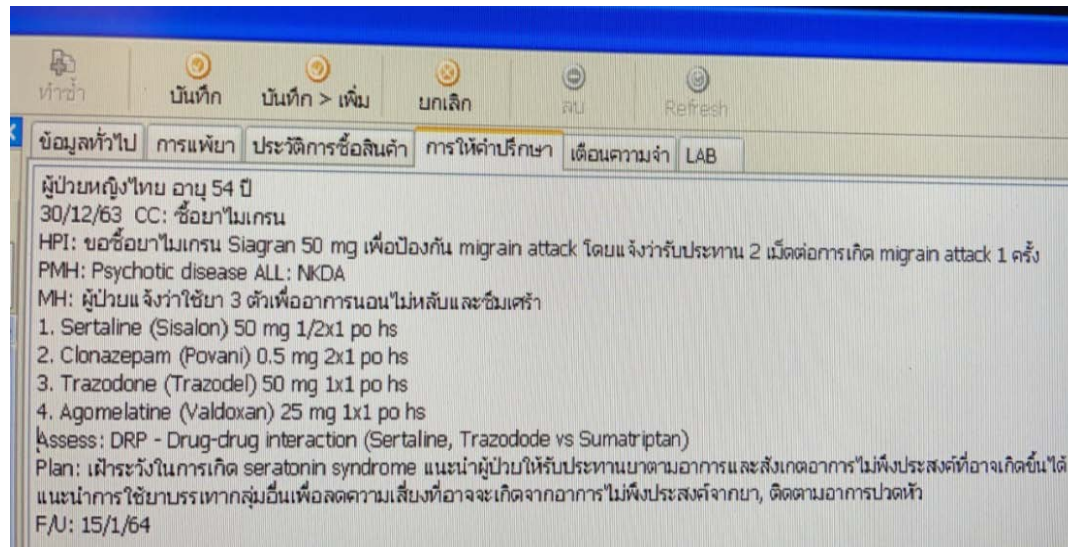 ทำซ้ำ
บันทึก
บันทึก > เพิ่ม
ยกเลิก
ลบ
Refresh
ข้อมูลทั่วไป
การแพ้ยา
ประวัติการซื้อสินค้า
การให้คำปรึกษา
เตือนความจำ
LAB
ผู้ป่วยหญิงไทย อายุ 54 ปี
30/12/63 CC: ซื้อยาไมเกรน
HPI: ขอซื้อยาไมเกรน Siagran 50 mg เพื่อป้องกัน migrain attack โดยแจ้งว่ารับประทาน 2 เม็ดต่อการเกิด migrain attack 1 ครั้ง
PMH: Psychotic disease ALL: NKDA
MH: ผู้ป่วยแจ้งว่าใช้ยา 3 ตัวเพื่ออาการนอนไม่หลับและซึมเศร้า
1. Sertaline (Sisalon) 50 mg 1/2x1 po hs
2. Clonazepam (Povani) 0.5 mg 2x1 po hs
3. Trazodone (Trazodel) 50 mg 1x1 po hs
4. Agomelatine (Valdoxan) 25 mg 1x1 po hs
Assess: DRP - Drug-drug interaction (Sertaline, Trazodode vs Sumatriptan)
Plan: เฝ้าระวังในการเกิด seratonin syndrome แนะนำผู้ป่วยให้รับประทานยาตามอาการและสังเกตอาการไม่พึงประสงค์ที่อาจเกิดขึ้นได้
แนะนำการใช้ยาบรรเทากลุ่มอื่นเพื่อลดความเสี่ยงที่อาจจะเกิดจากอาการไม่พึงประสงค์จากยา, ติดตามอาการปวดหัว
F/U: 15/1/64